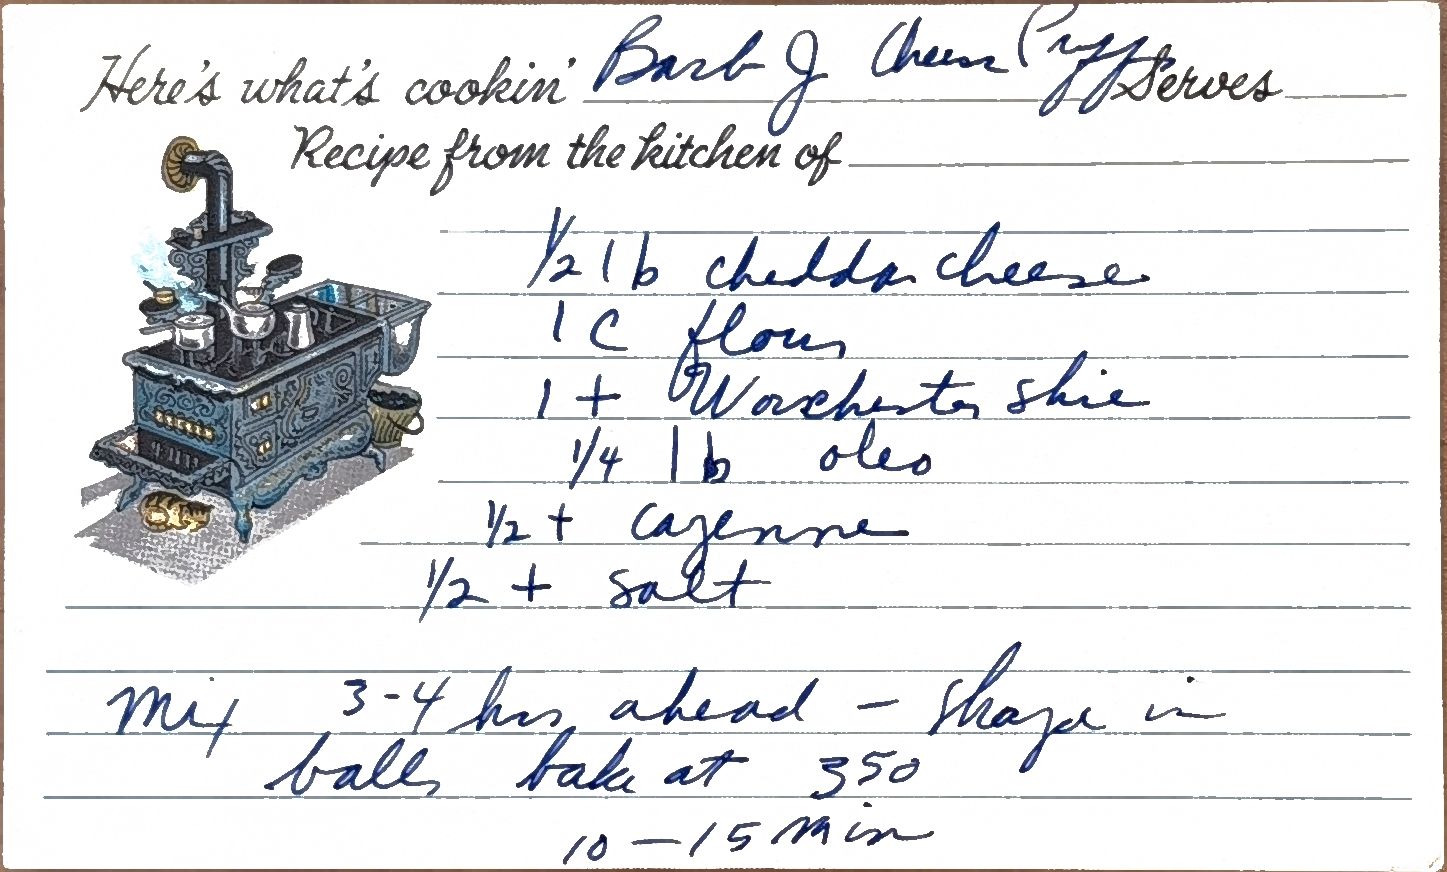 Here's what's cookin' Barb J Cheese Puffs Serves
Recipe from the kitchen of
1/2 lb cheddar cheese
1 C flour
1 t Worchestershie
1/4 lb oleo
1/2 t cayenne
1/2 t salt
Mix 3-4 hrs ahead - shape in
balls bake at 350
10-15 min